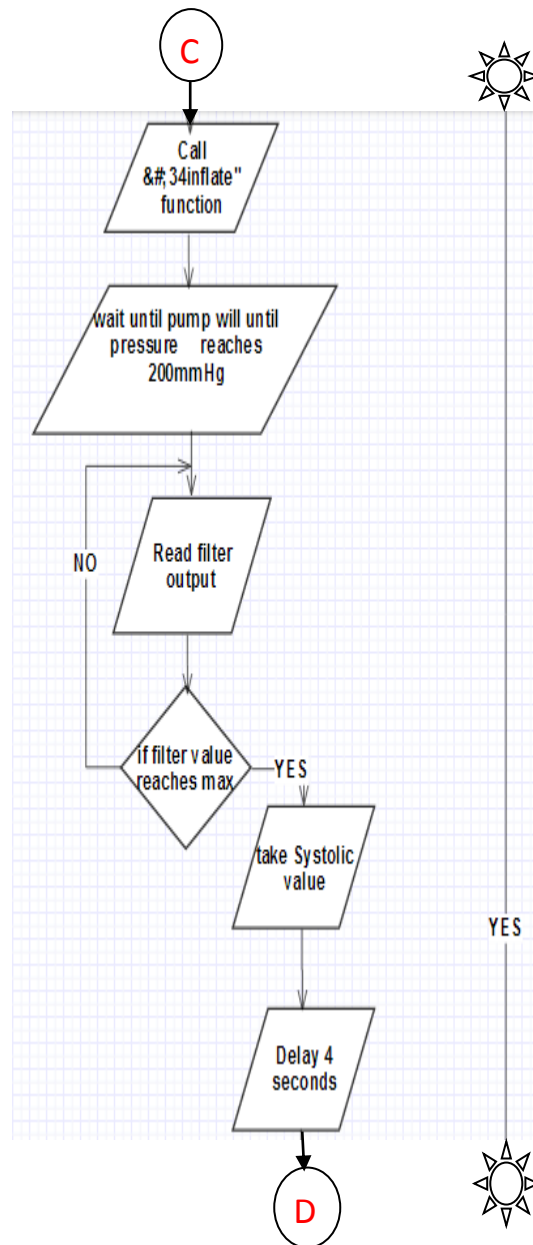 C
Call
&#;34inflate"
function
wait until pump will until
pressure reaches
200mmHg
Read filter
output
NO
if filter value
reaches max
YES
take Systolic
value
YES
Delay 4
seconds
D